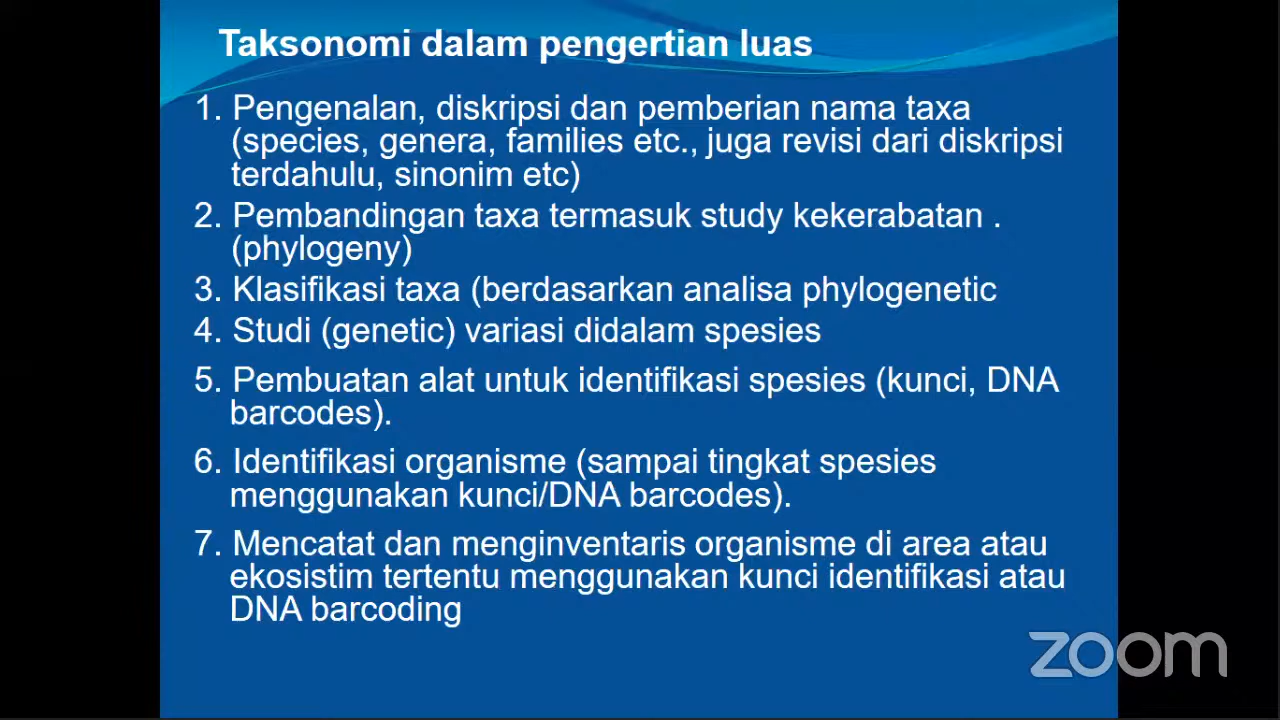 Taksonomi dalam pengertian luas
1. Pengenalan, diskripsi dan pemberian nama taxa
(species, genera, families etc., juga revisi dari diskripsi
terdahulu, sinonim etc)
2. Pembandingan taxa termasuk study kekerabatan .
(phylogeny)
3. Klasifikasi taxa (berdasarkan analisa phylogenetic
4. Studi (genetic) variasi didalam spesies
5. Pembuatan alat untuk identifikasi spesies (kunci, DNA
barcodes).
6. Identifikasi organisme (sampai tingkat spesies
menggunakan kunci/DNA barcodes).
7. Mencatat dan menginventaris organisme di area atau
ekosistim tertentu menggunakan kunci identifikasi atau
DNA barcoding
zoom